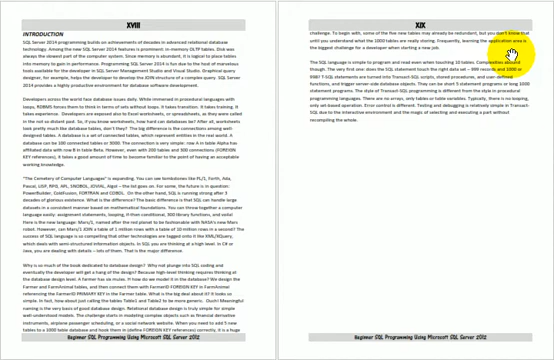 XVIII
INTRODUCTION
SQL Server 2014 programming builds on achievements of decades in advanced relational database
technology. Among the new SQL Server 2014 features is prominent: in-memory OLTP tables. Disk was
always the slowest part of the computer system. Since memory is abundant, it is logical to place tables
into memory to gain in performance. Programming SQL Server 2014 is fun due to the host of marvelous
tools available for the developer in SQL Server Management Studio and Visual Studio. Graphical query
designer, for example, helps the developer to develop the JOIN structure of a complex query. SQL Server
2014 provides a highly productive environment for database software development.
Developers across the world face database issues daily. While immersed in procedural languages with
loops, RDBMS forces them to think in terms of sets without loops. It takes transition. It takes training. It
takes experience. Developers are exposed also to Excel worksheets, or spreadsheets, as they were called
in the not so distant past. So, if you know worksheets, how hard can databases be? After all, worksheets
look pretty much like database tables, don't they? The big difference is the connections among well-
designed tables. A database is a set of connected tables, which represents entities in the real world. A
database can be 100 connected tables or 3000. The connection is very simple: row A in table Alpha has
affiliated data with row B in table Beta. However, even with 200 tables and 300 connections (FOREIGN
KEY references), it takes a good amount of time to become familiar to the point of having an acceptable
working knowledge.
"The Cemetery of Computer Languages" is expanding. You can see tombstones like PL/1, Forth, Ada,
Pascal, LISP, RPG, APL, SNOBOL, JOVIAL, Algol – the list goes on. For some, the future is in question:
PowerBuilder, ColdFusion, FORTRAN and COBOL. On the other hand, SQL is running strong after 3
decades of glorious existence. What is the difference? The basic difference is that SQL can handle large
datasets in a consistent manner based on mathematical foundations. You can throw together a computer
language easily: assignment statements, looping, if-then conditional, 300 library functions, and voila!
Here is the new language: Mars/1, named after the red planet to be fashionable with NASA's new Mars
robot. However, can Mars/1 JOIN a table of 1 million rows with a table of 10 million rows in a second? The
success of SQL language is so compelling that other technologies are tagged onto it like XML/XQuery,
which deals with semi-structured information objects. In SQL you are thinking at a high level. In C# or
Java, you are dealing with details – lots of them. That is the big difference.
Why is so much of the book dedicated to database design? Why not plunge into SQL coding and
eventually the developer will get a hang of the design? Because high-level thinking requires thinking at
the database design level. A farmer has six mules. How do we model it in the database? We design the
Farmer and FarmAnimal tables, and then connect them with FarmerID FOREIGN KEY in FarmAnimal
referencing the FarmerID PRIMARY KEY in the Farmer table. What is the big deal about it? It looks so
simple. In fact, how about just calling the tables Table1 and Table2 to be more generic. Ouch! Meaningful
naming is the very basis of good database design. Relational database design is truly simple for simple
well-understood models. The challenge starts in modeling complex objects such as financial derivative
instruments, airplane passenger scheduling, or a social network website. When you need to add 5 new
tables to a 1000 table database and hook them in (define FOREIGN KEY references) correctly, it is a huge
Beginner SQL Programming Using Microsoft SQL Server 2012
XIX
challenge. To begin with, some of the five new tables may already be redundant, but you don't know that
until you understand what the 1000 tables are really storing. Frequently, learning the application area is
the biggest challenge for a developer when starting a new job.
The SQL language is simple to program and read even when touching 10 tables. Complexities abound
though. The very first one: does the SQL statement touch the right data set – 999 records and 1000 or
998? T-SQL statements are turned into Transact-SQL scripts, stored procedures, and user-defined
functions, and trigger server-side database objects. They can be short 5-statement programs or long 1000
statement programs. The style of Transact-SQL programming is different from the style in procedural
programming languages. There are no arrays, only tables or table variables. Typically, there is no looping,
only set-based operation. Error control is different. Testing and debugging is relatively simple in Transact-
SQL due to the interactive environment and the magic of selecting and executing a part without
recompiling the whole.
Beginner SQL Programming Using Microsoft SQL Server 2012